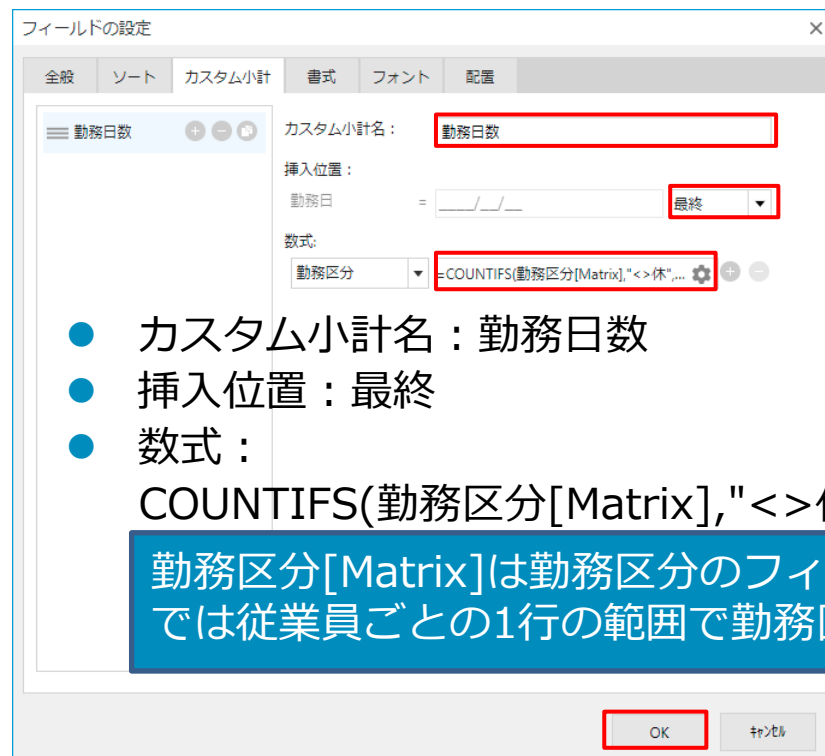 フィールドの設定
全般 ソート カスタム小計 書式 フォント 配置
勤務日数
カスタム小計名： 勤務日数
挿入位置：
勤務日 = ____/__/__ 最終
数式:
勤務区分 =COUNTIFS(勤務区分[Matrix],"<>休",...
● カスタム小計名：勤務日数
● 挿入位置：最終
● 数式：
COUNTIFS(勤務区分[Matrix],"<>
勤務区分[Matrix]は勤務区分のフィ
では従業員ごとの1行の範囲で勤務
OK ｷｬﾝｾﾙ